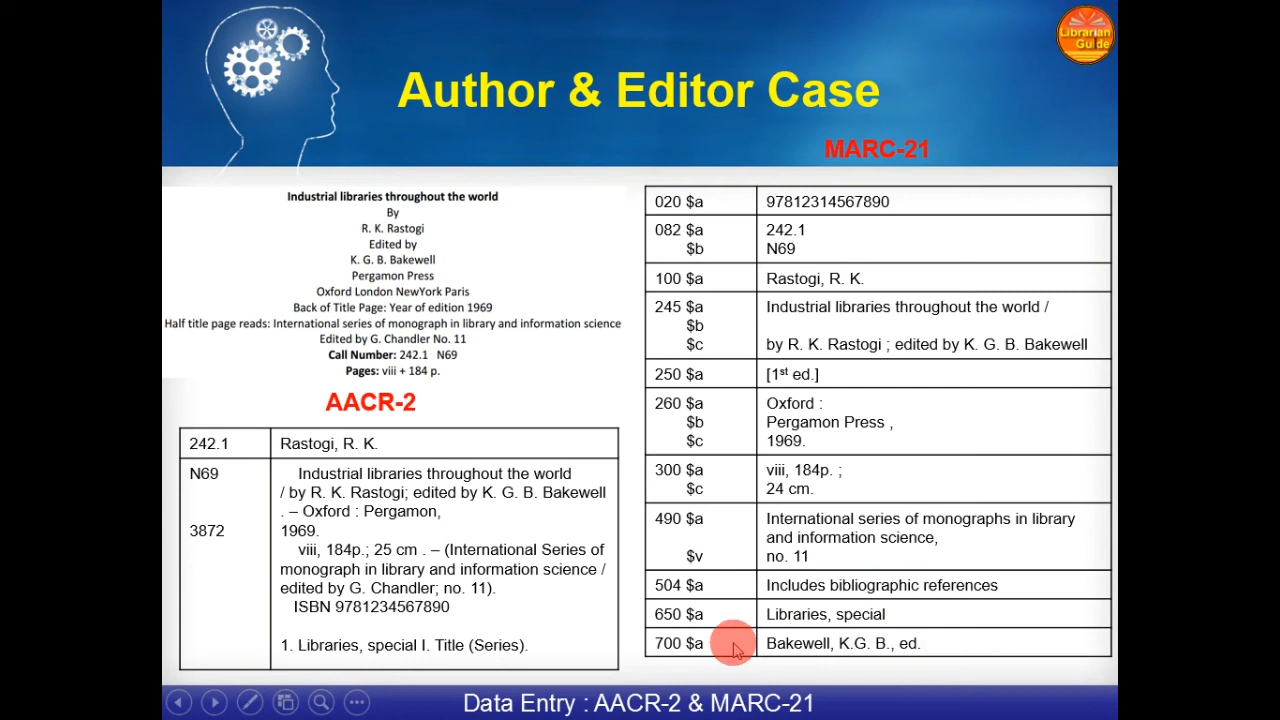 Librarian
Guide
Author & Editor Case
MARC-21
Industrial libraries throughout the world
By
R. K. Rastogi
Edited by
K. G. B. Bakewell
Pergamon Press
Oxford London NewYork Paris
Back of Title Page: Year of edition 1969
Half title page reads: International series of monograph in library and information science
Edited by G. Chandler No. 11
Call Number: 242.1 N69
Pages: viii + 184 p.
AACR-2
242.1 Rastogi, R. K.
N69 Industrial libraries throughout the world
/ by R. K. Rastogi; edited by K. G. B. Bakewell
. – Oxford : Pergamon,
3872 1969.
viii, 184p.; 25 cm . – (International Series of
monograph in library and information science /
edited by G. Chandler; no. 11).
ISBN 9781234567890
1. Libraries, special I. Title (Series).
020 $a 97812314567890
082 $a 242.1
$b N69
100 $a Rastogi, R. K.
245 $a Industrial libraries throughout the world /
$b
$c by R. K. Rastogi ; edited by K. G. B. Bakewell
250 $a [1st ed.]
260 $a Oxford :
$b Pergamon Press ,
$c 1969.
300 $a viii, 184p. ;
$c 24 cm.
490 $a International series of monographs in library
and information science,
$v no. 11
504 $a Includes bibliographic references
650 $a Libraries, special
700 $a Bakewell, K.G. B., ed.
Data Entry : AACR-2 & MARC-21